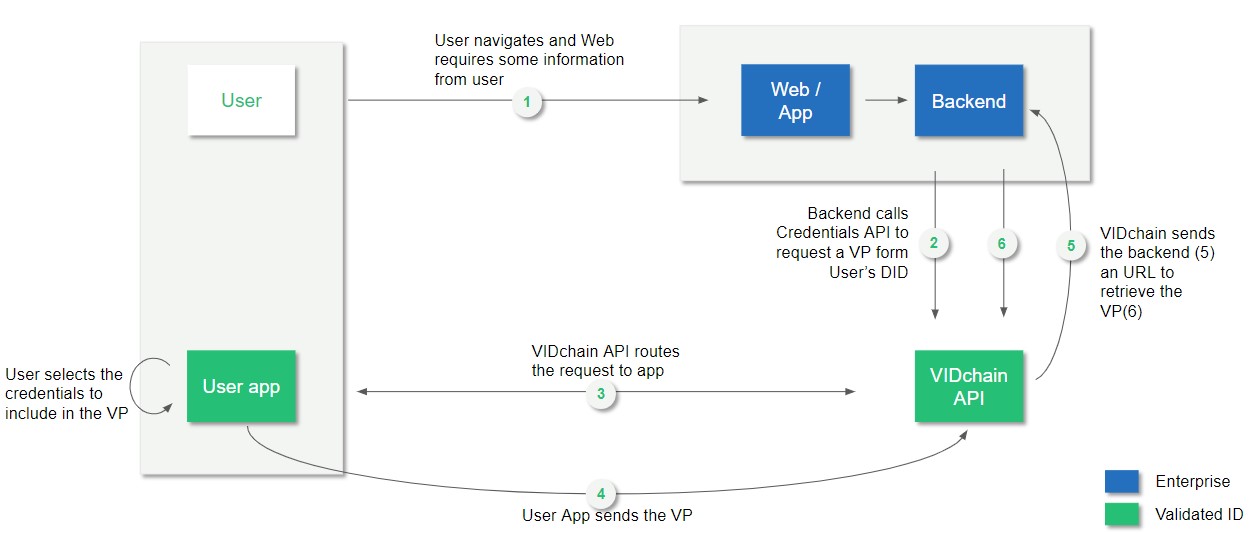 User navigates and Web
requires some information
from user
User
1
Web /
App
Backend
Backend calls
Credentials API to
request a VP form
User's DID
2
6
5
VIDchain sends
the backend (5)
an URL to
retrieve the
VP(6)
User selects the
credentials to
include in the VP
User app
VIDchain API routes
the request to app
3
VIDchain
API
4
User App sends the VP
Enterprise
Validated ID